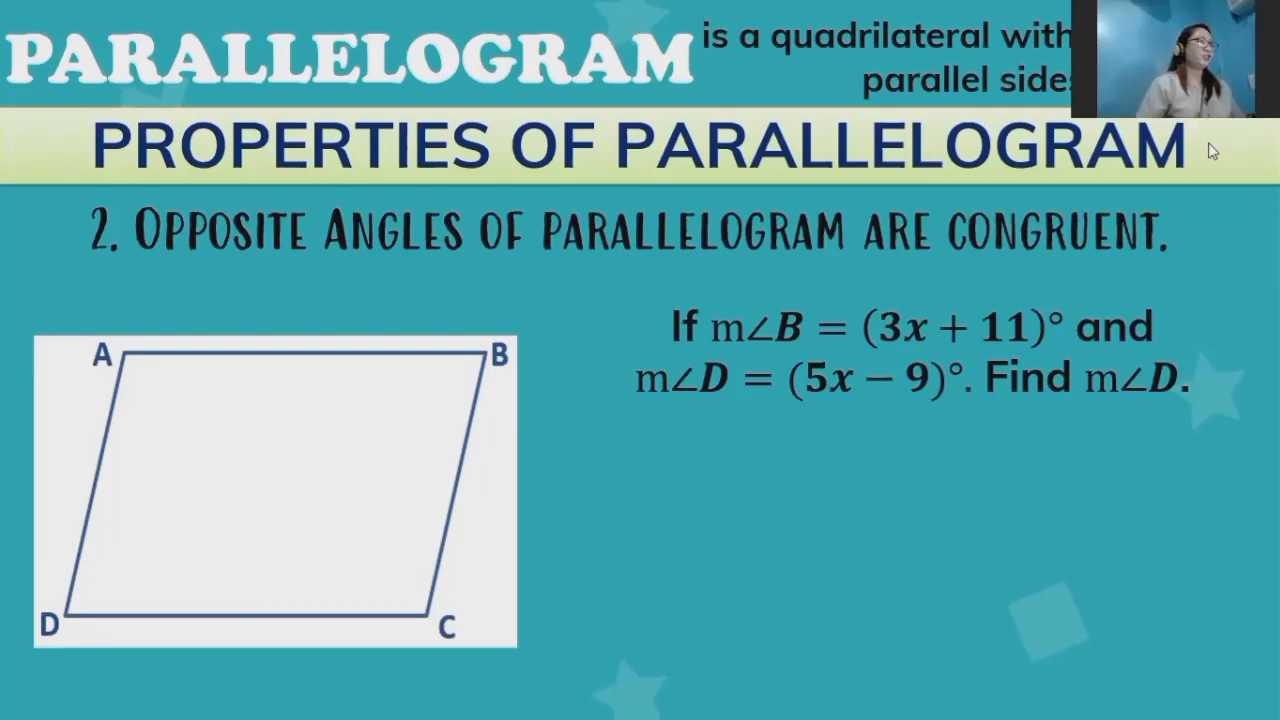 PARALLELOGRAM
is a quadrilateral with
parallel sides
PROPERTIES OF PARALLELOGRAM
2. OPPOSITE ANGLES OF PARALLELOGRAM ARE CONGRUENT.
If m∠B = (3x + 11)° and
m∠D = (5x − 9)°. Find m∠D.
A
B
D
C